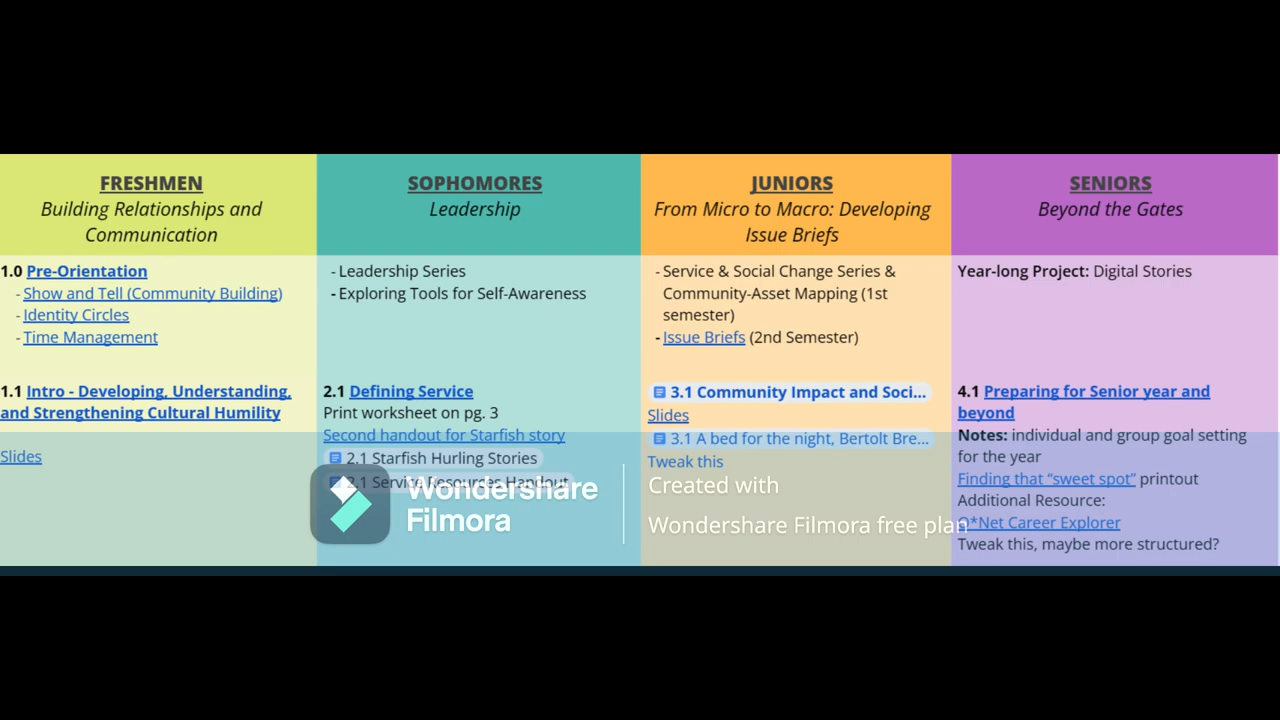 FRESHMEN
Building Relationships and
Communication
1.0 Pre-Orientation
- Show and Tell (Community Building)
- Identity Circles
- Time Management
1.1 Intro - Developing, Understanding,
and Strengthening Cultural Humility
Slides
SOPHOMORES
Leadership
- Leadership Series
- Exploring Tools for Self-Awareness
2.1 Defining Service
Print worksheet on pg. 3
Second handout for Starfish story
2.1 Starfish Hurling Stories
2.1 Service Resources Handout
JUNIORS
From Micro to Macro: Developing
Issue Briefs
- Service & Social Change Series &
Community-Asset Mapping (1st
semester)
- Issue Briefs (2nd Semester)
3.1 Community Impact and Soci...
Slides
3.1 A bed for the night, Bertolt Bre...
Tweak this
SENIORS
Beyond the Gates
Year-long Project: Digital Stories
4.1 Preparing for Senior year and
beyond
Notes: individual and group goal setting
for the year
Finding that “sweet spot” printout
Additional Resource:
O*Net Career Explorer
Tweak this, maybe more structured?
Wondershare
Filmora
Created with
Wondershare Filmora free plan